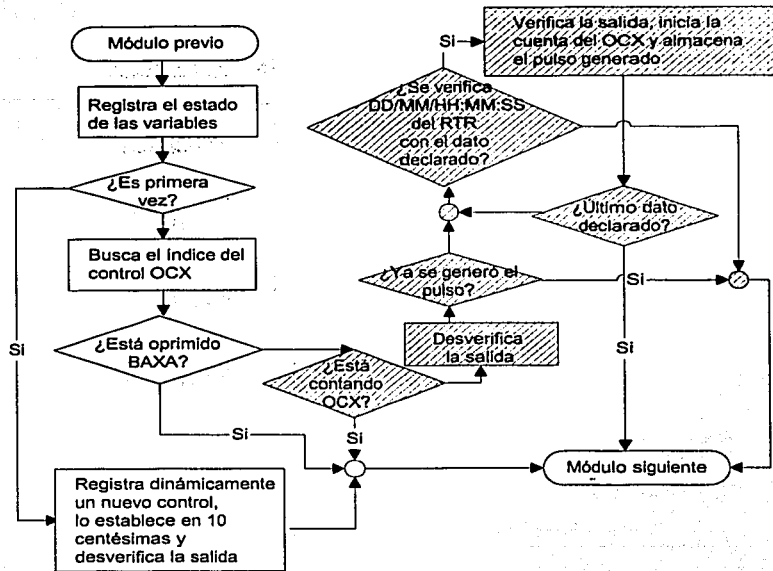 Módulo previo
Registra el estado
de las variables
¿Es primera
vez?
Busca el índice del
control OCX
Si
¿Está oprimido
BAXA?
Si
Registra dinámicamente
un nuevo control,
lo establece en 10
centésimas y
desverifica la salida
¿Está
contando
OCX?
Si
Desverifica
la salida
¿Ya se generó el
pulso?
Si
¿Se verifica
DD/MM/HH:MM:SS
del RTR
con el dato
declarado?
Si
Verifica la salida, inicia la
cuenta del OCX y almacena
el pulso generado
¿Último dato
declarado?
Si
Módulo siguiente